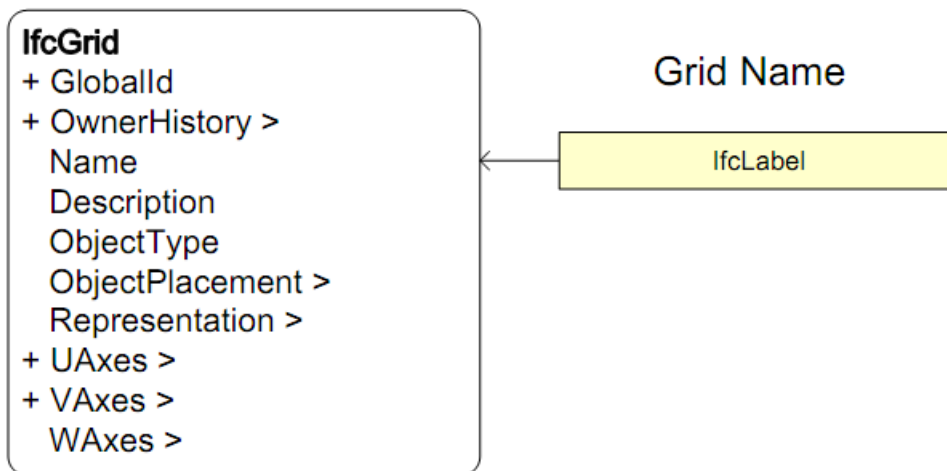 IfcGrid
+ GlobalId
+ OwnerHistory >
Name
Description
ObjectType
ObjectPlacement >
Representation >
+ UAxes >
+ VAxes >
WAxes >
Grid Name
IfcLabel